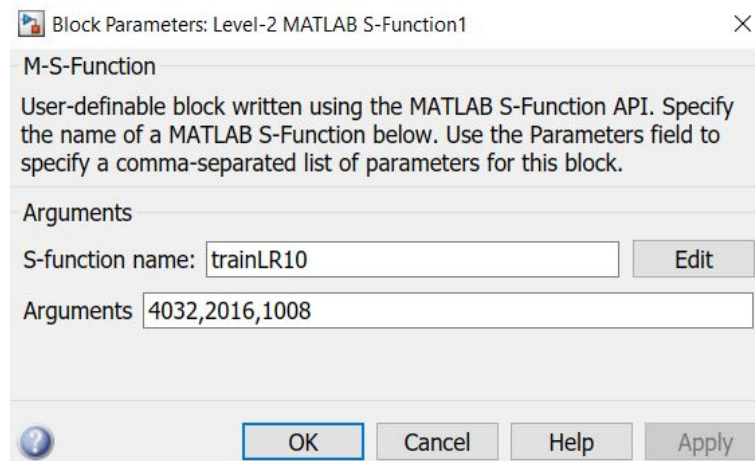 Block Parameters: Level-2 MATLAB S-Function1
M-S-Function
User-definable block written using the MATLAB S-Function API. Specify
the name of a MATLAB S-Function below. Use the Parameters field to
specify a comma-separated list of parameters for this block.
Arguments
S-function name: trainLR10 Edit
Arguments 4032,2016,1008
? OK Cancel Help Apply